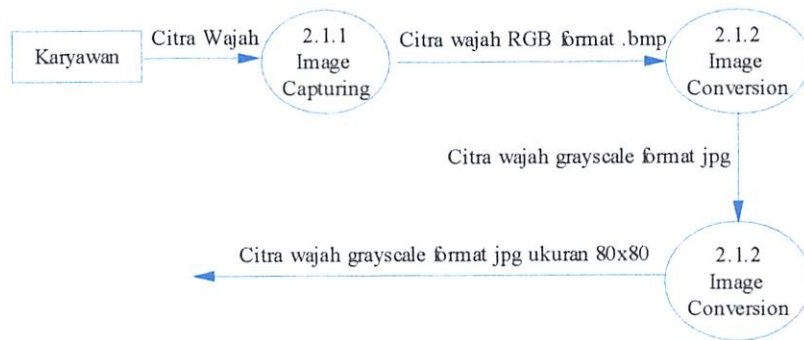 Karyawan
Citra Wajah
2.1.1
Image
Capturing
Citra wajah RGB format .bmp
2.1.2
Image
Conversion
Citra wajah grayscale format jpg
2.1.2
Image
Conversion
Citra wajah grayscale format jpg ukuran 80x80